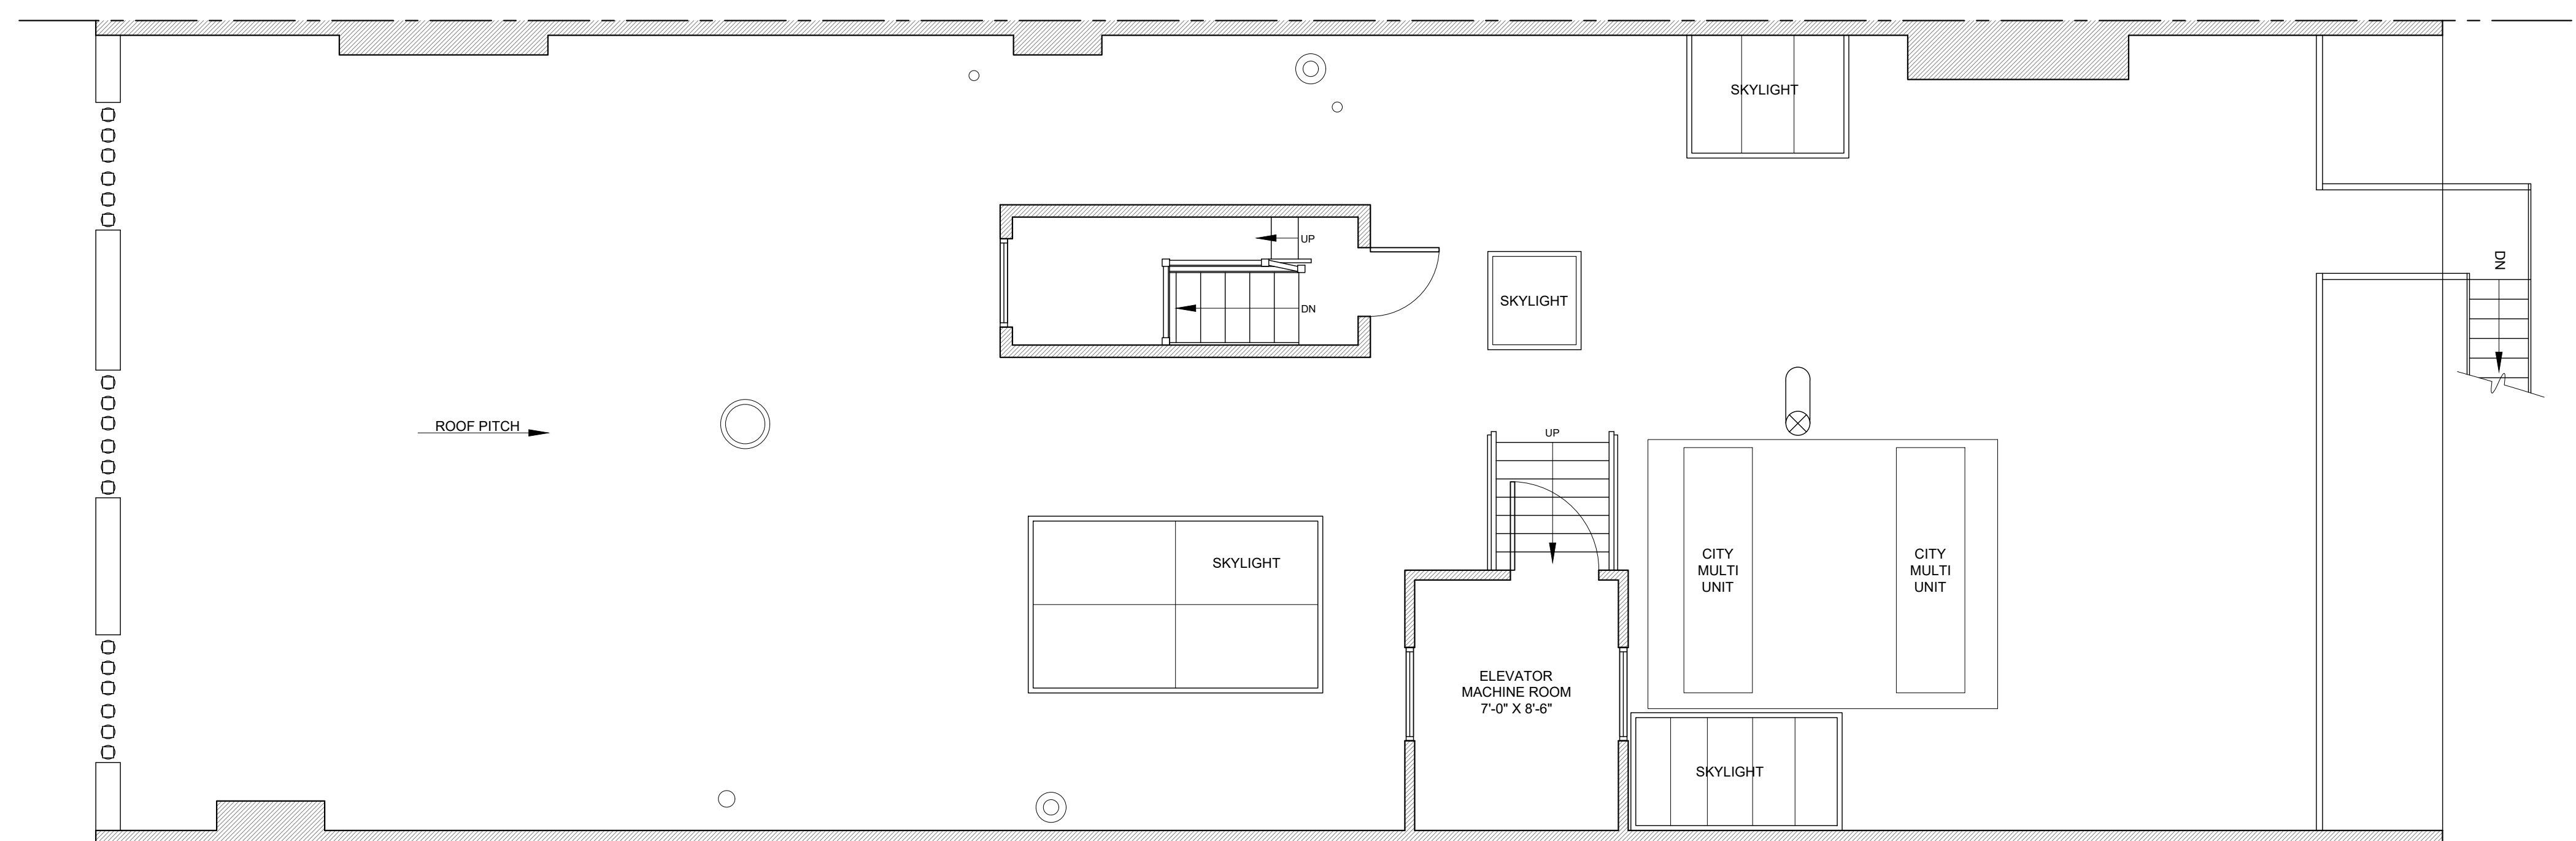 SKYLIGHT
UP
DN
SKYLIGHT
DN
ROOF PITCH
UP
SKYLIGHT
CITY
MULTI
UNIT
CITY
MULTI
UNIT
ELEVATOR
MACHINE ROOM
7'-0" X 8'-6"
SKYLIGHT